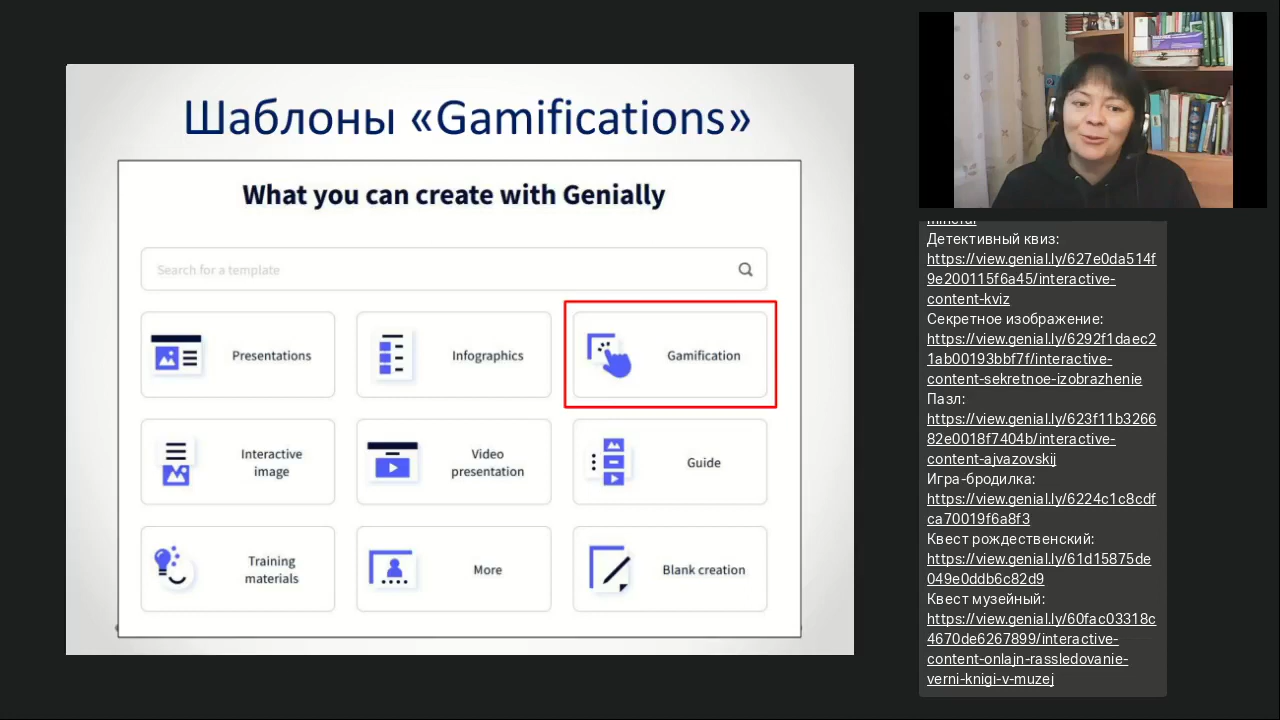 Шаблоны «Gamifications»
What you can create with Genially
Search for a template
Presentations
Infographics
Gamification
Interactive
image
Video
presentation
Guide
Training
materials
More
Blank creation
mineral
Детективный квиз:
https://view.genial.ly/627e0da514f
9e200115f6a45/interactive-
content-kviz
Секретное изображение:
https://view.genial.ly/6292f1daec2
1ab00193bbf7f/interactive-
content-sekretnoe-izobrazhenie
Пазл:
https://view.genial.ly/623f11b3266
82e0018f7404b/interactive-
content-ajvazovskij
Игра-бродилка:
https://view.genial.ly/6224c1c8cdf
ca70019f6a8f3
Квест рождественский:
https://view.genial.ly/61d15875de
049e0ddb6c82d9
Квест музейный:
https://view.genial.ly/60fac03318c
4670de6267899/interactive-
content-onlajn-rassledovanie-
verni-knigi-v-muzej